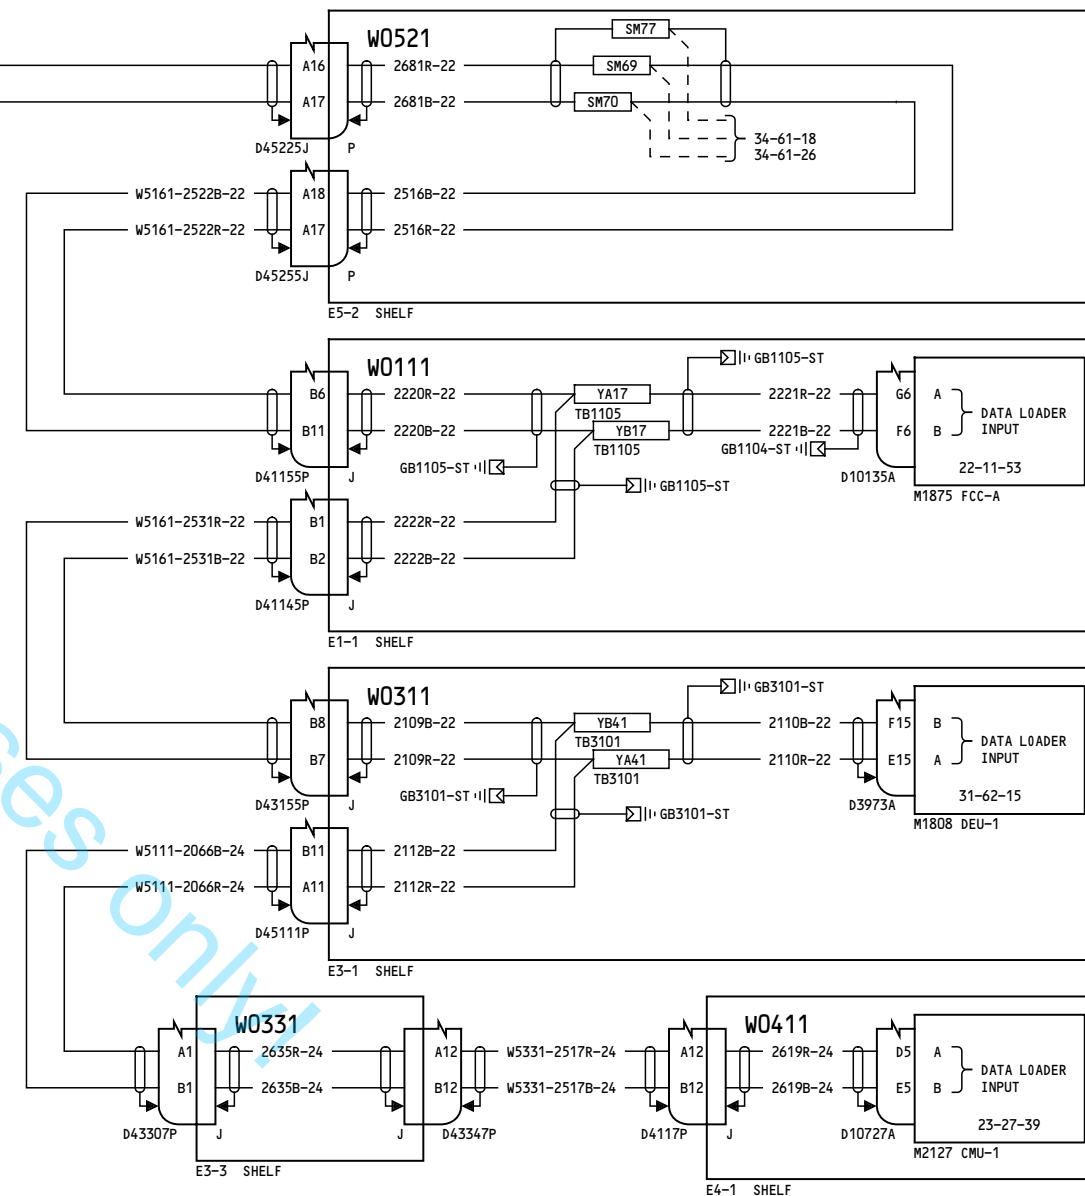 W0521
SM77
A16 2681R-22 SM69
A17 2681B-22 SM70
34-61-18
34-61-26
D45225J P
W5161-2522B-22 A18 2516B-22
W5161-2522R-22 A17 2516R-22
D45255J P
E5-2 SHELF
W0111
GB1105-ST
B6 2220R-22 YA17 2221R-22 G6 A
TB1105
DATA LOADER
INPUT
B11 2220B-22 YB17 2221B-22 F6 B
TB1105
GB1104-ST
GB1105-ST
22-11-53
D41155P J
D10135A
GB1105-ST
M1875 FCC-A
W5161-2531R-22 B1 2222R-22
W5161-2531B-22 B2 2222B-22
D41145P J
E1-1 SHELF
W0311
GB3101-ST
B8 2109B-22 YB41 2110B-22 F15 B
TB3101
DATA LOADER
INPUT
B7 2109R-22 YA41 2110R-22 E15 A
TB3101
GB3101-ST
31-62-15
D43155P J
D3973A
GB3101-ST
M1808 DEU-1
W5111-2066B-24 B11 2112B-22
W5111-2066R-24 A11 2112R-22
D45111P J
E3-1 SHELF
W0331
W0411
A1 2635R-24 A12 W5331-2517R-24 A12 2619R-24 D5 A
DATA LOADER
INPUT
B1 2635B-24 B12 W5331-2517B-24 B12 2619B-24 E5 B
23-27-39
D43307P J J D43347P D4117P J D10727A
M2127 CMU-1
E3-3 SHELF
E4-1 SHELF
only!